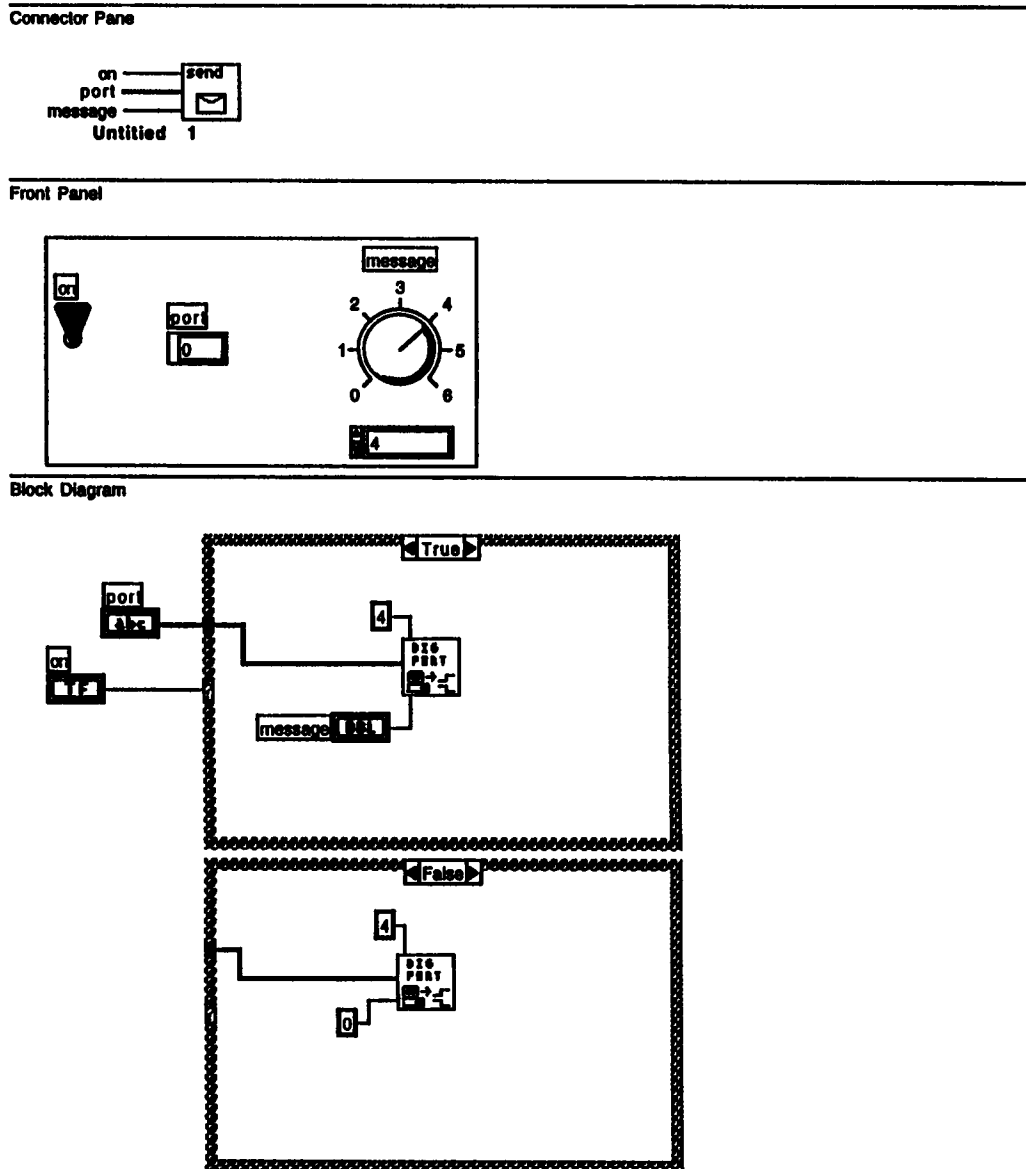 Connector Pane
on
send
port
message
Untitled 1
Front Panel
message
on
3
2
4
port
0
1
5
0
6
4
Block Diagram
True
port
abc
4
DIG
PORT
on
TF
message
DBL
False
4
DIG
PORT
0